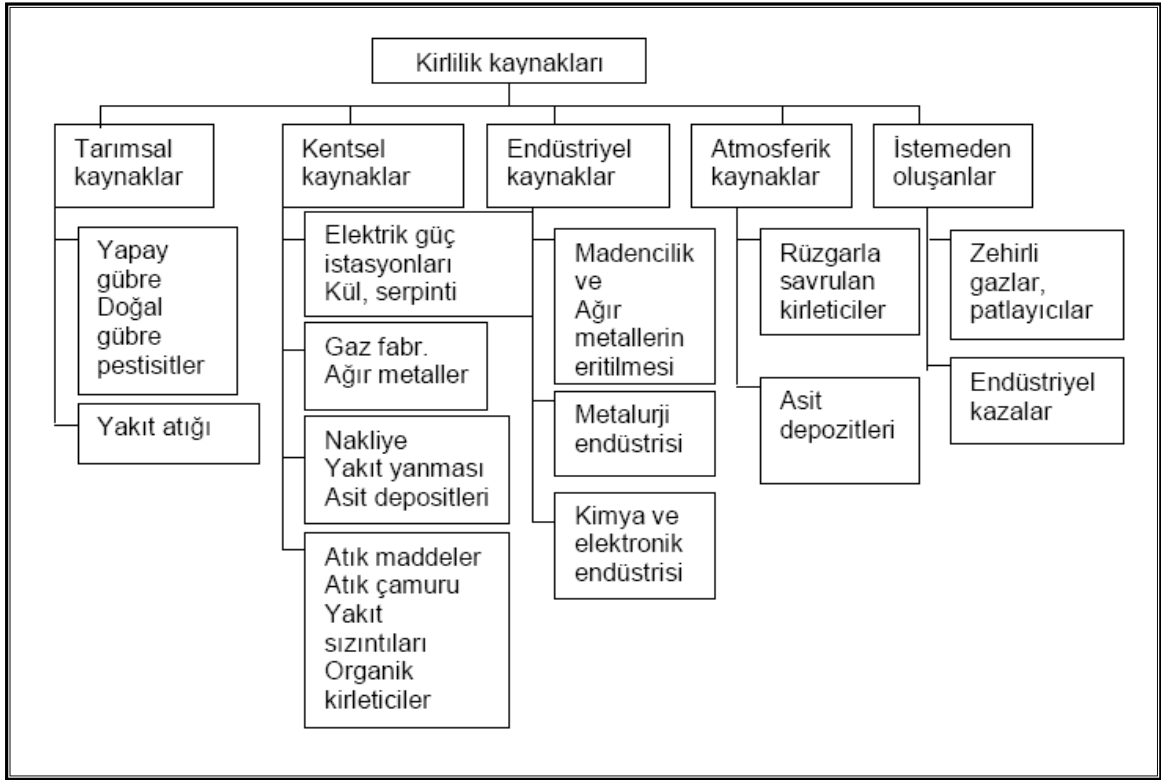 Kirlilik kaynakları
Tarımsal
kaynaklar
Yapay
gübre
Doğal
gübre
pestisitler
Yakıt atığı
Kentsel
kaynaklar
Elektrik güç
istasyonları
Kül, serpinti
Gaz fabr.
Ağır metaller
Nakliye
Yakıt yanması
Asit depositleri
Atık maddeler
Atık çamuru
Yakıt
sızıntıları
Organik
kirleticiler
Endüstriyel
kaynaklar
Madencilik
ve
Ağır
metallerin
eritilmesi
Metalurji
endüstrisi
Kimya ve
elektronik
endüstrisi
Atmosferik
kaynaklar
Rüzgarla
savrulan
kirleticiler
Asit
depozitleri
İstemeden
oluşanlar
Zehirli
gazlar,
patlayıcılar
Endüstriyel
kazalar